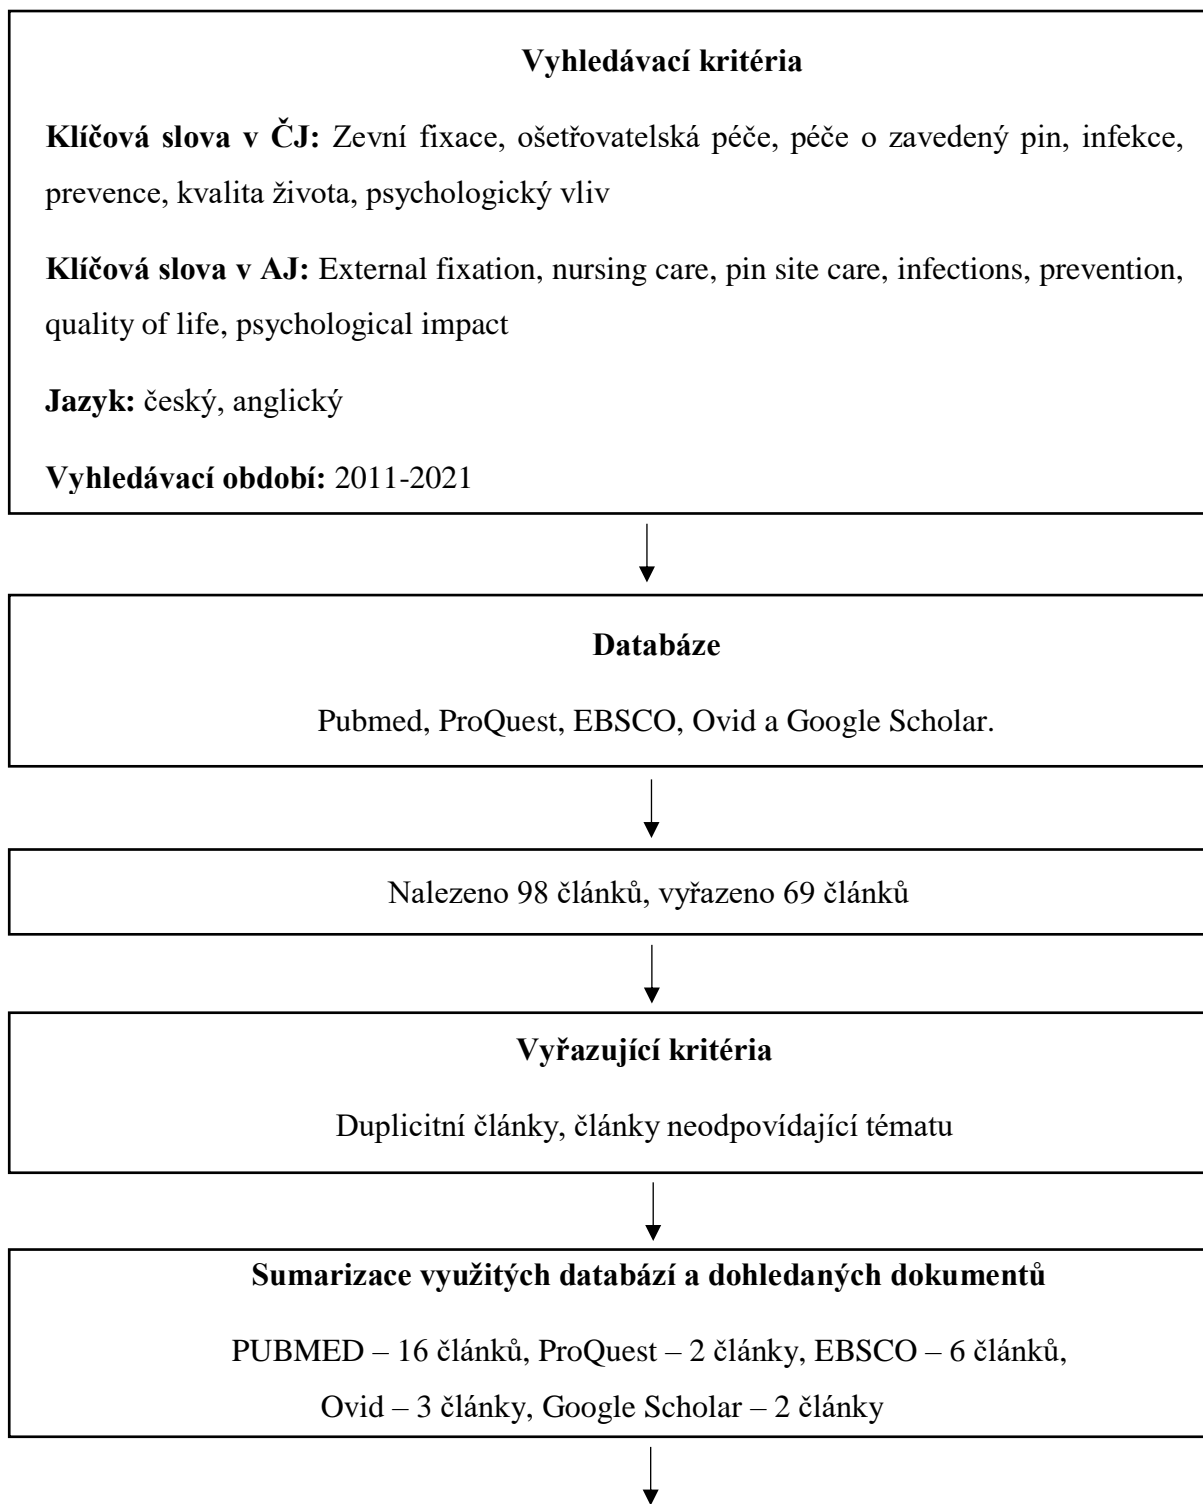 Vyhledávací kritéria
Klíčová slova v ČJ: Zevní fixace, ošetřovatelská péče, péče o zavedený pin, infekce,
prevence, kvalita života, psychologický vliv
Klíčová slova v AJ: External fixation, nursing care, pin site care, infections, prevention,
quality of life, psychological impact
Jazyk: český, anglický
Vyhledávací období: 2011-2021
Databáze
Pubmed, ProQuest, EBSCO, Ovid a Google Scholar.
Nalezeno 98 článků, vyřazeno 69 článků
Vyřazující kritéria
Duplicitní články, články neodpovídající tématu
Sumarizace využitých databází a dohledaných dokumentů
PUBMED – 16 článků, ProQuest – 2 články, EBSCO – 6 článků,
Ovid – 3 články, Google Scholar – 2 články